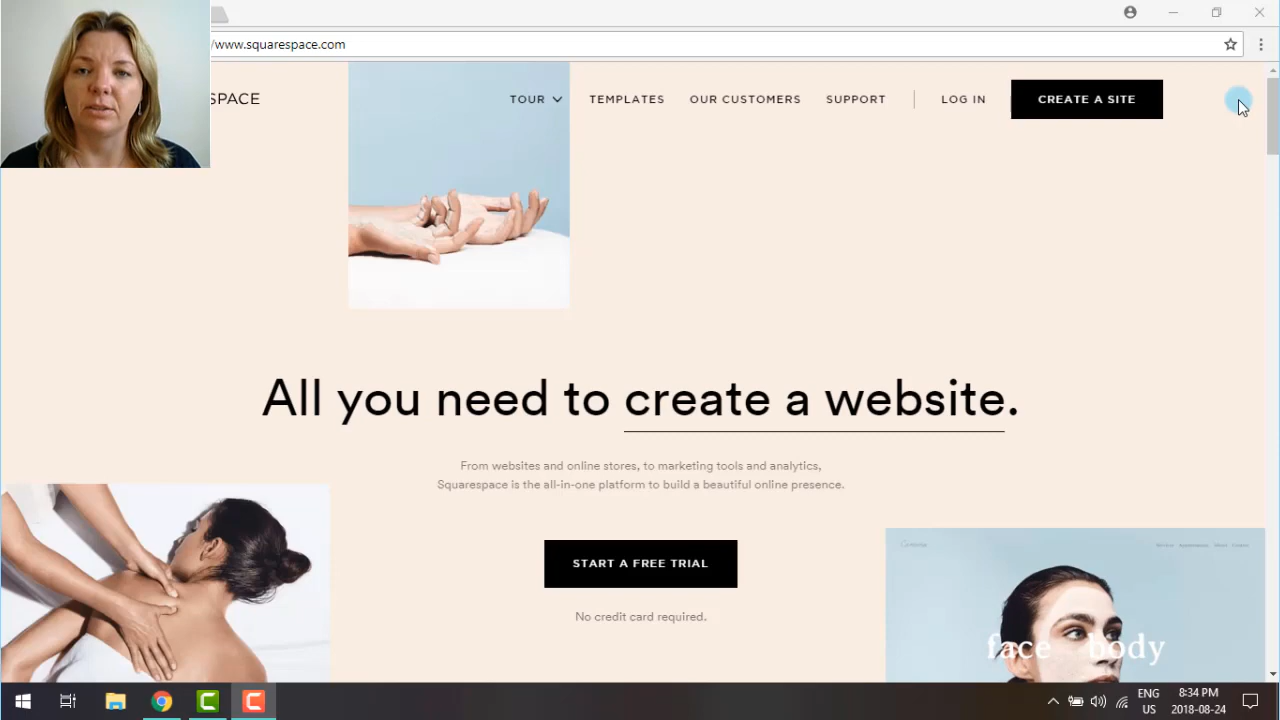 /www.squarespace.com
SPACE
TOUR
TEMPLATES
OUR CUSTOMERS
SUPPORT
LOG IN
CREATE A SITE
All you need to create a website.
From websites and online stores, to marketing tools and analytics,
Squarespace is the all-in-one platform to build a beautiful online presence.
START A FREE TRIAL
No credit card required.
face body
ENG
US
8:34 PM
2018-08-24